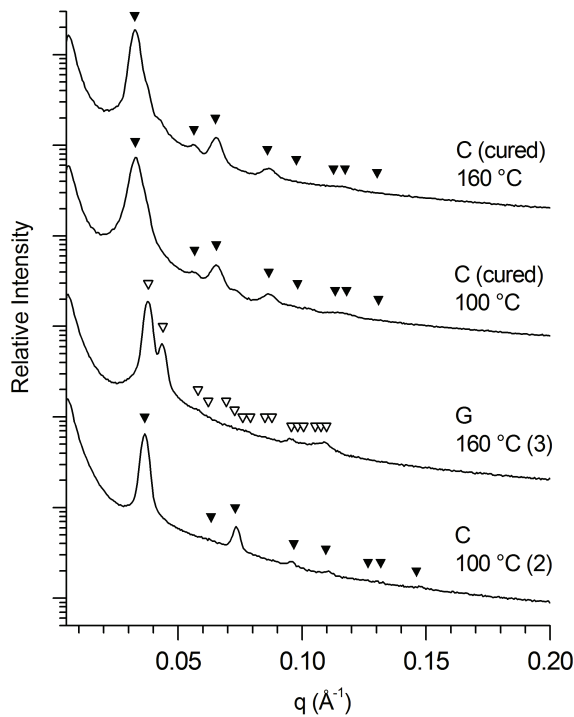 C (cured)
160 °C
C (cured)
100 °C
G
160 °C (3)
C
100 °C (2)
Relative Intensity
0.05 0.10 0.15 0.20
q (Å-1)